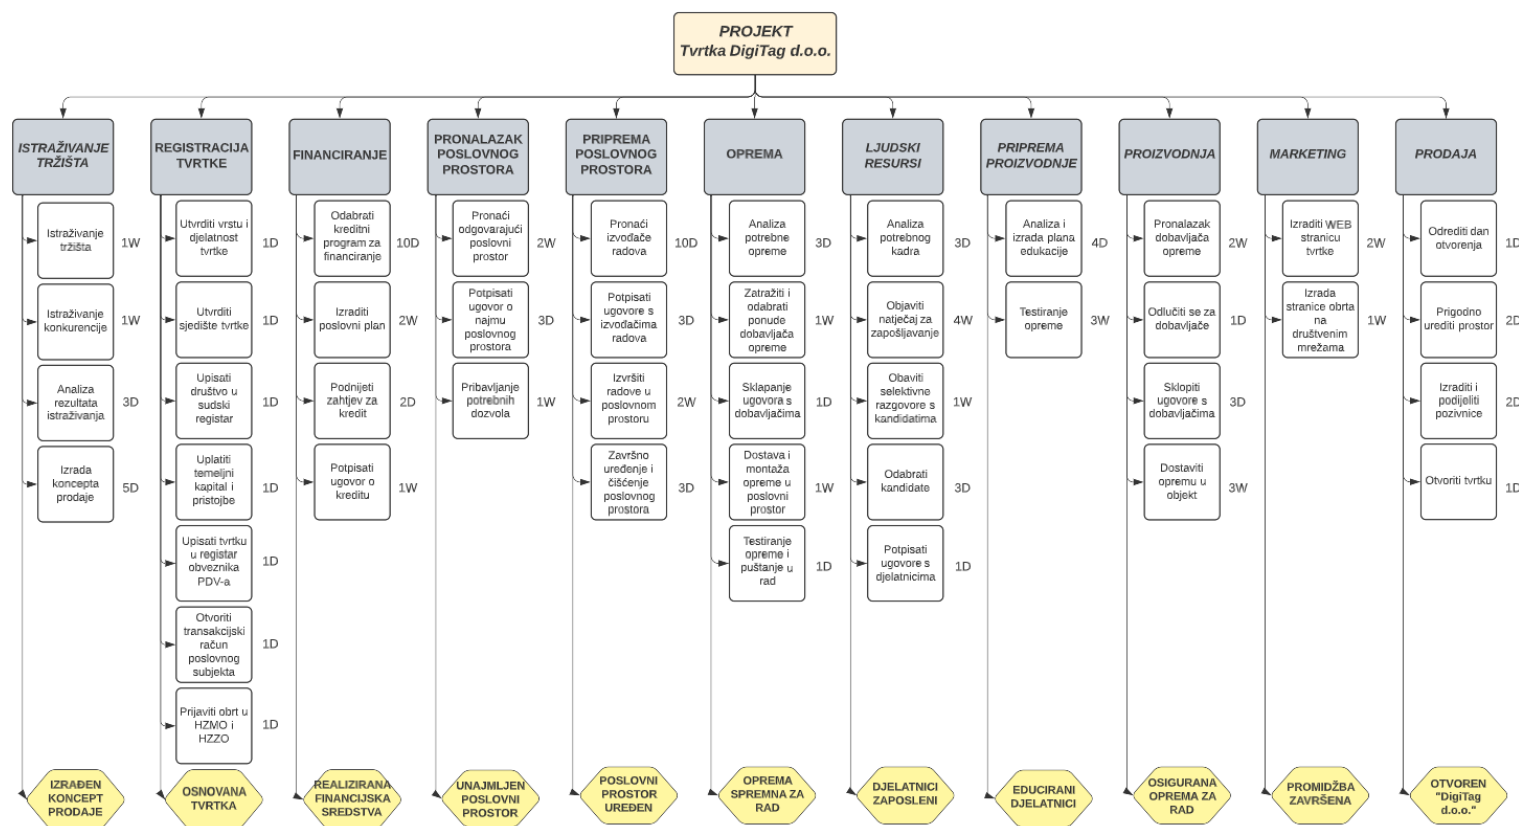 PROJEKT
Tvrtka DigiTag d.o.o.
ISTRAŽIVANJE
TRŽIŠTA
Istraživanje
tržišta
1W
Istraživanje
konkurencije
1W
Analiza
rezultata
istraživanja
3D
Izrada
koncepta
prodaje
5D
IZRAĐEN
KONCEPT
PRODAJE
REGISTRACIJA
TVRTKE
Utvrditi vrstu i
djelatnost
tvrtke
1D
Utvrditi
sjedište tvrtke
1D
Upisati
društvo u
sudski
registar
1D
Uplatiti
temeljni
kapital i
pristojbe
1D
Upisati tvrtku
u registar
obveznika
PDV-a
1D
Otvoriti
transakcijski
račun
poslovnog
subjekta
1D
Prijaviti obrt u
HZMO i
HZZO
1D
OSNOVANA
TVRTKA
FINANCIRANJE
Odabrati
kreditni
program za
financiranje
10D
Izraditi
poslovni plan
2W
Podnijeti
zahtjev za
kredit
2D
Potpisati
ugovor o
kreditu
1W
REALIZIRANA
FINANCIJSKA
SREDSTVA
PRONALAZAK
POSLOVNOG
PROSTORA
Pronaći
odgovarajući
poslovni
prostor
2W
Potpisati
ugovor o
najmu
poslovnog
prostora
3D
Pribavljanje
potrebnih
dozvola
1W
UNAJMLJEN
POSLOVNI
PROSTOR
PRIPREMA
POSLOVNOG
PROSTORA
Pronaći
izvođače
radova
10D
Potpisati
ugovore s
izvođačima
radova
3D
Izvršiti
radove u
poslovnom
prostoru
2W
Završno
uređenje i
čišćenje
poslovnog
prostora
3D
POSLOVNI
PROSTOR
UREĐEN
OPREMA
Analiza
potrebne
opreme
3D
Zatražiti i
odabrati
ponude
dobavljača
opreme
1W
Sklapanje
ugovora s
dobavljačima
1D
Dostava i
montaža
opreme u
poslovni
prostor
1W
Testiranje
opreme i
puštanje u
rad
1D
OPREMA
SPREMNA ZA
RAD
LJUDSKI
RESURSI
Analiza
potrebnog
kadra
3D
Objaviti
natječaj za
zapošljavanje
4W
Obaviti
selektivne
razgovore s
kandidatima
1W
Odabrati
kandidate
3D
Potpisati
ugovore s
djelatnicima
1D
DJELATNICI
ZAPOSLENI
PRIPREMA
PROIZVODNJE
Analiza i
izrada plana
edukacije
4D
Testiranje
opreme
3W
EDUCIRANI
DJELATNICI
PROIZVODNJA
Pronalazak
dobavljača
opreme
2W
Odlučiti se za
dobavljače
1D
Sklopiti
ugovore s
dobavljačima
3D
Dostaviti
opremu u
objekt
3W
OSIGURANA
OPREMA ZA
RAD
MARKETING
Izraditi WEB
stranicu
tvrtke
2W
Izrada
stranice obrta
na
društvenim
mrežama
1W
PROMIDŽBA
ZAVRŠENA
PRODAJA
Odrediti dan
otvorenja
1D
Prigodno
urediti prostor
2D
Izraditi i
podijeliti
pozivnice
2D
Otvoriti tvrtku
1D
OTVOREN
"DigiTag
d.o.o."